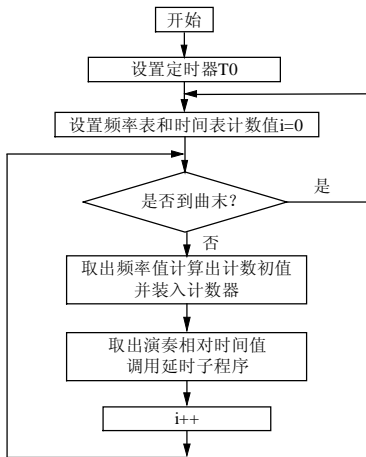 开始
设置定时器T0
设置频率表和时间表计数值i=0
是否到曲末?
是
否
取出频率值计算出计数初值
并装入计数器
取出演奏相对时间值
调用延时子程序
i++